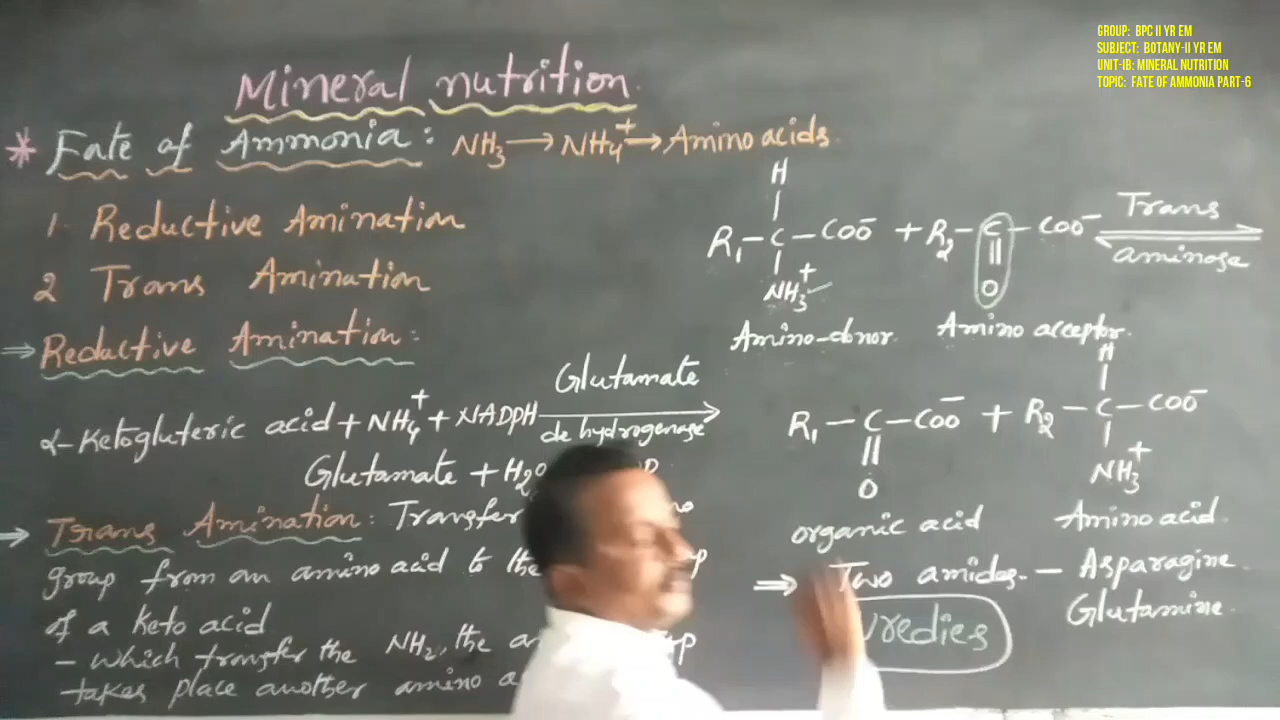 GROUP: BPC II YR EM
SUBJECT: BOTANY-II YR EM
UNIT-1B: MINERAL NUTRITION
TOPIC: FATE OF AMMONIA PART-6
Mineral nutrition
* Fate of Ammonia: NH₃ → NH₄⁺ → Amino acids.
1. Reductive Amination
2 Trans Amination
⇒ Reductive Amination:
α-Ketogluteric acid + NH₄⁺ + NADPH
Glutamate
dehydrogenase
Glutamate + H₂O
⇒ Trans Amination: Transfer
group from an amino acid to the
of a Keto acid
- Which transfer the NH₂, the
takes place another amino
H
R₁-C-COO⁻ + R₂-C-COO⁻
NH₃⁺
O
Trans
aminose
Amino-donor. Amino acceptor.
H
R₁-C-COO⁻ + R₂-C-COO⁻
O
NH₃⁺
organic acid Amino acid.
⇒ Two amides. - Asparagine.
Glutamine.